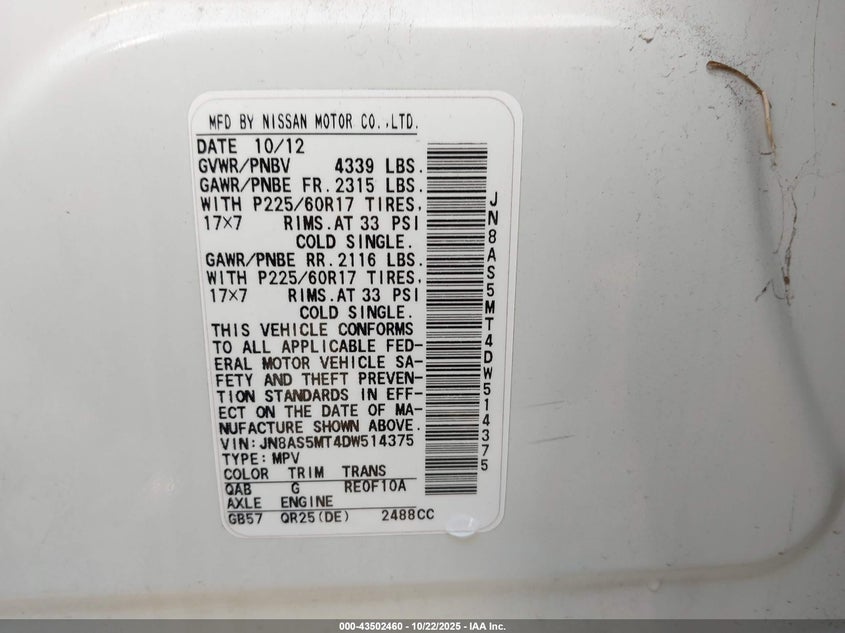 MFD BY NISSAN MOTOR CO.,LTD.
DATE 10/12
GVWR/PNBV 4339 LBS.
GAWR/PNBE FR. 2315 LBS.
WITH P225/60R17 TIRES,
17×7 RIMS.AT 33 PSI
COLD SINGLE.
GAWR/PNBE RR. 2116 LBS.
WITH P225/60R17 TIRES,
17×7 RIMS.AT 33 PSI
COLD SINGLE.
THIS VEHICLE CONFORMS
TO ALL APPLICABLE FED-
ERAL MOTOR VEHICLE SA-
FETY AND THEFT PREVEN-
TION STANDARDS IN EFF-
ECT ON THE DATE OF MA-
NUFACTURE SHOWN ABOVE.
VIN: JN8AS5MT4DW514375
TYPE: MPV
COLOR TRIM TRANS
QAB G RE0F10A
AXLE ENGINE
GB57 QR25(DE) 2488CC
JN8AS5MT4DW514375
000-43502460 - 10/22/2025 - IAA Inc.